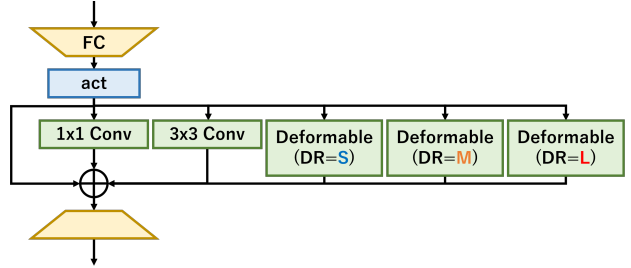 FC
act
1x1 Conv
3x3 Conv
Deformable
(DR=S)
Deformable
(DR=M)
Deformable
(DR=L)